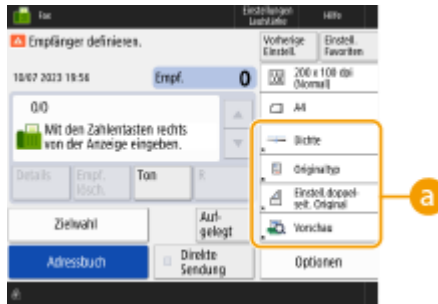 Fax
Einstellungen
Lautstärke
Hilfe
Empfänger definieren.
Vorherige
Einstell.
Einstell.
Favoriten
10/07 2023 19:56
Empf.
0
200 x 100 dpi
(Normal)
0/0
A4
Mit den Zahlentasten rechts
von der Anzeige eingeben.
Dichte
Details
Empf.
lösch.
Ton
R
Originaltyp
Einstell.doppel-
seit. Original
Zielwahl
Auf-
gelegt
Vorschau
Adressbuch
Direkte
Sendung
Optionen
a